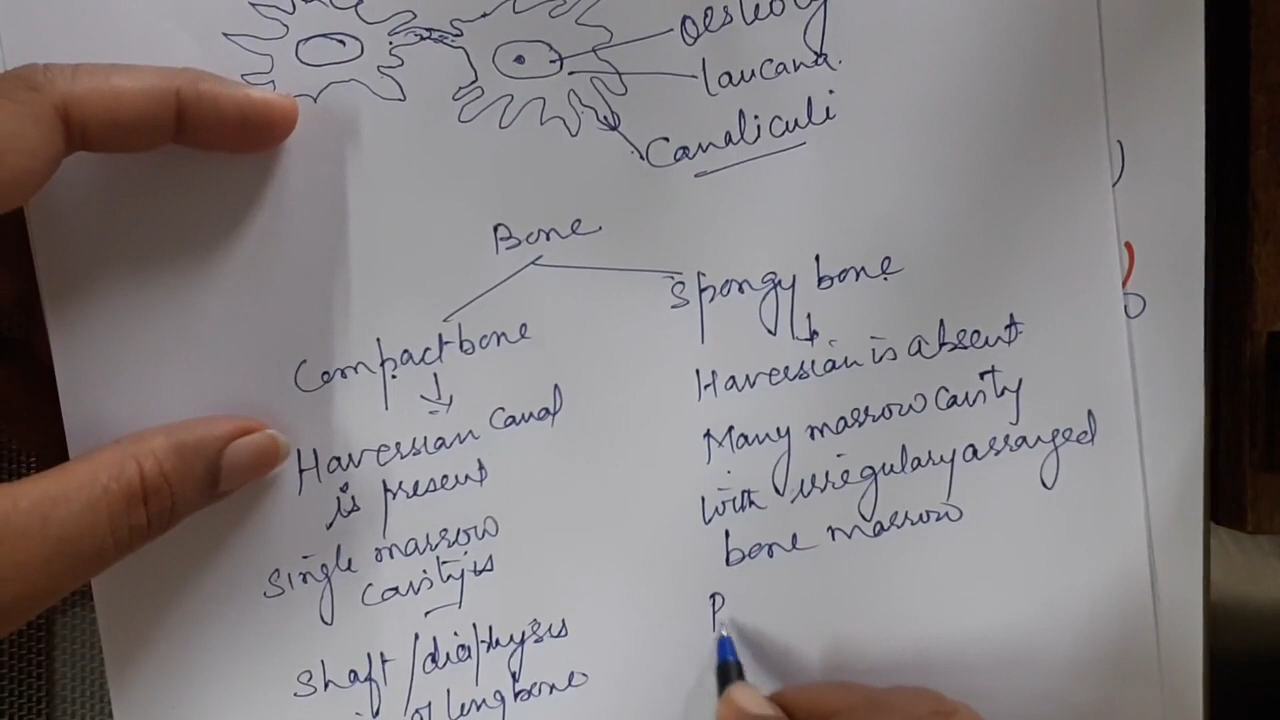 laucana.
Canaliculi
Bone
Compact bone
Haversian Canal
is present
Single marrow
cavity is
Shaft / diaphysis
of long bone
Spongy bone
Haversian is absent
Many marrow cavity
with irregulary arranged
bone marrow
P